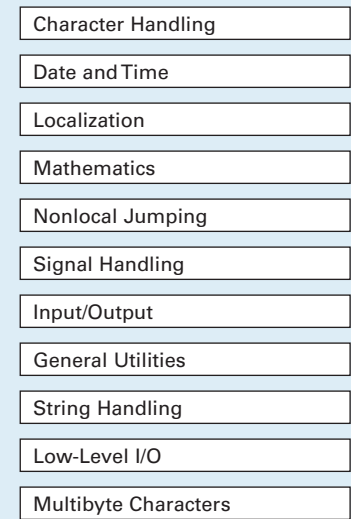 Character Handling
Date and Time
Localization
Mathematics
Nonlocal Jumping
Signal Handling
Input/Output
General Utilities
String Handling
Low-Level I/O
Multibyte Characters